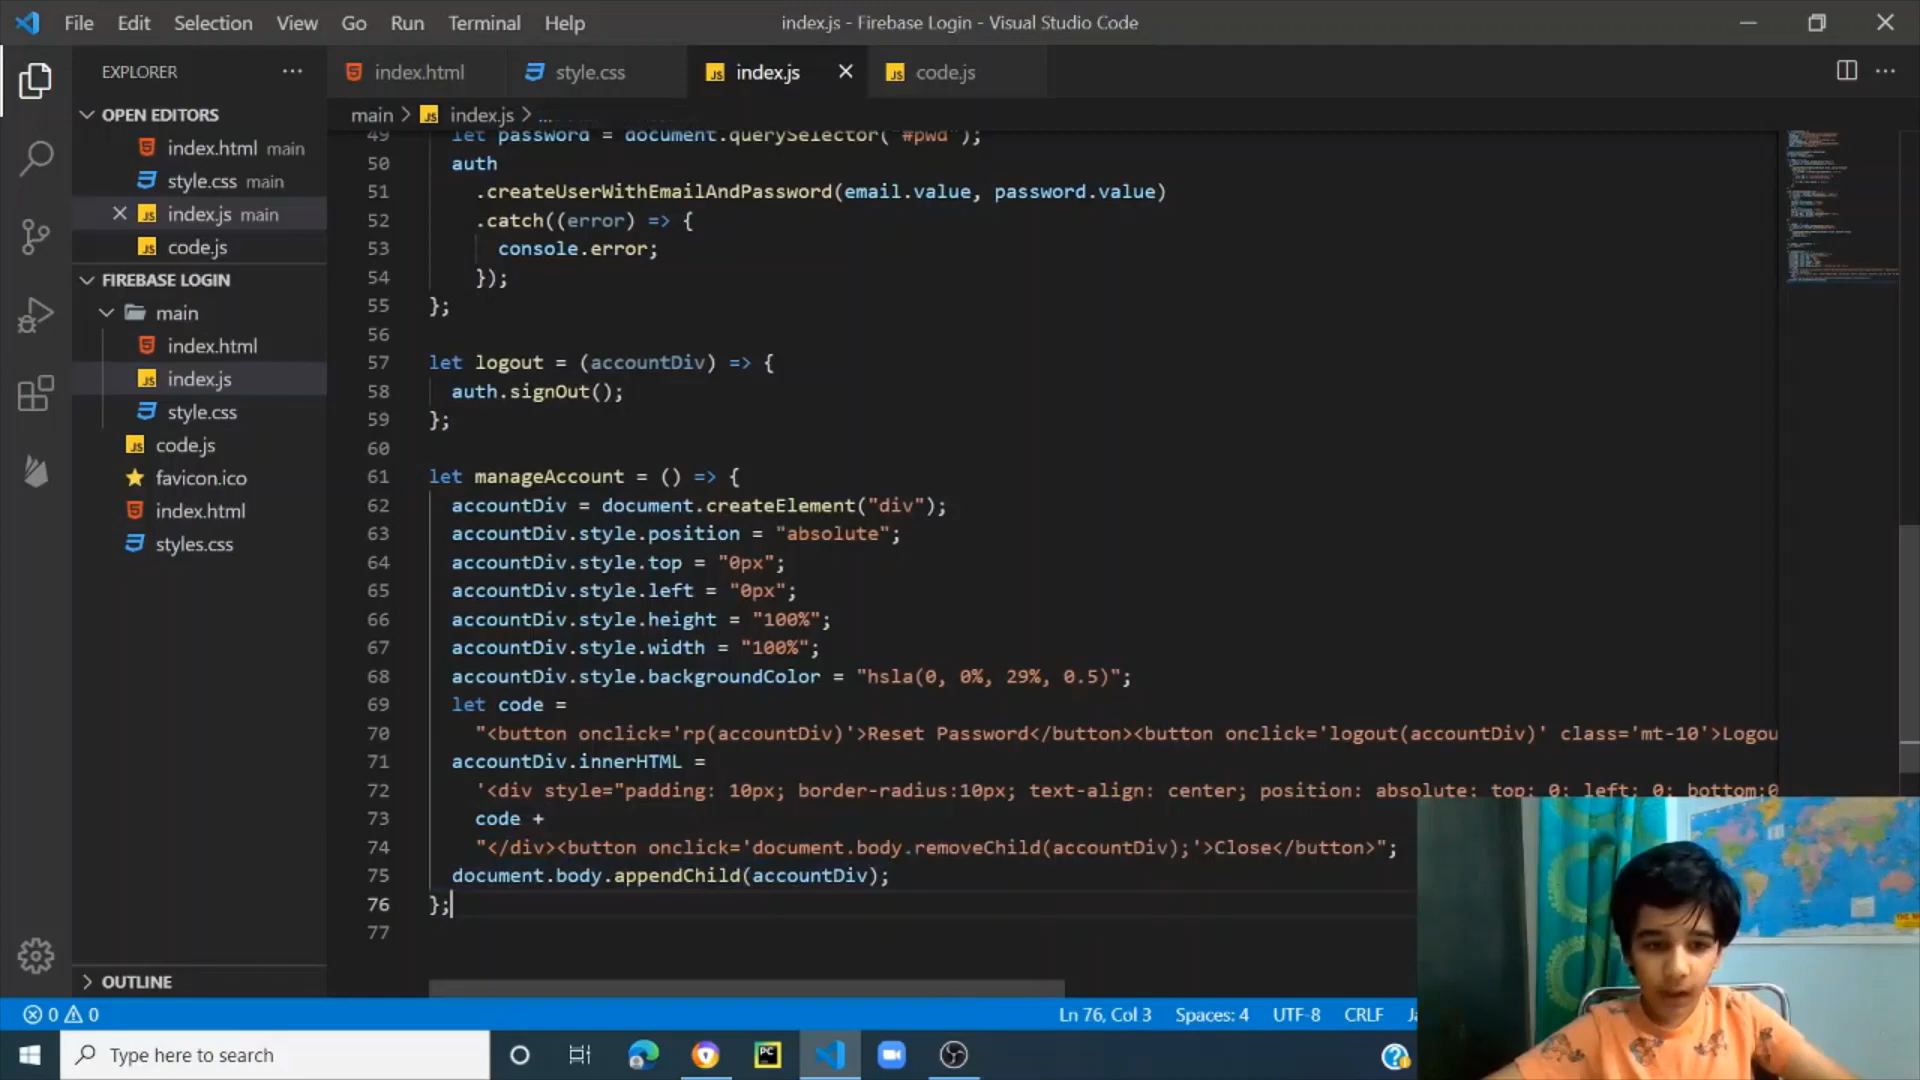 File Edit Selection View Go Run Terminal Help index.js - Firebase Login - Visual Studio Code
EXPLORER
index.html style.css index.js code.js
OPEN EDITORS
main > index.js > ...
index.html main
style.css main
index.js main
code.js
FIREBASE LOGIN
main
index.html
index.js
style.css
code.js
favicon.ico
index.html
styles.css
OUTLINE
49 let password = document.querySelector("#pwd");
50 auth
51 .createUserWithEmailAndPassword(email.value, password.value)
52 .catch((error) => {
53 console.error;
54 });
55 };
56
57 let logout = (accountDiv) => {
58 auth.signOut();
59 };
60
61 let manageAccount = () => {
62 accountDiv = document.createElement("div");
63 accountDiv.style.position = "absolute";
64 accountDiv.style.top = "0px";
65 accountDiv.style.left = "0px";
66 accountDiv.style.height = "100%";
67 accountDiv.style.width = "100%";
68 accountDiv.style.backgroundColor = "hsla(0, 0%, 29%, 0.5)";
69 let code =
70 "<button onclick='rp(accountDiv)'>Reset Password</button><button onclick='logout(accountDiv)' class='mt-10'>Logou
71 accountDiv.innerHTML =
72 '<div style="padding: 10px; border-radius:10px; text-align: center; position: absolute; top: 0; left: 0; bottom:0
73 code +
74 "</div><button onclick='document.body.removeChild(accountDiv);'>Close</button>";
75 document.body.appendChild(accountDiv);
76 };
77
0 0 Ln 76, Col 3 Spaces: 4 UTF-8 CRLF
Type here to search